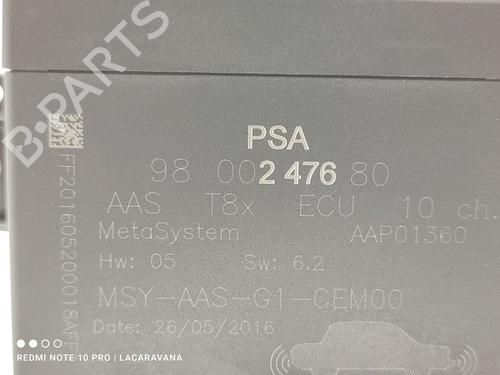 B-PARTS
PSA
98 002 476 80
AAS T8x ECU 10 ch.
MetaSystem AAP01360
Hw: 05 Sw: 6.2
MSY-AAS-G1-CEM00
Date: 26/05/2016
FF201605200018AFF
REDMI NOTE 10 PRO | LACARAVANA